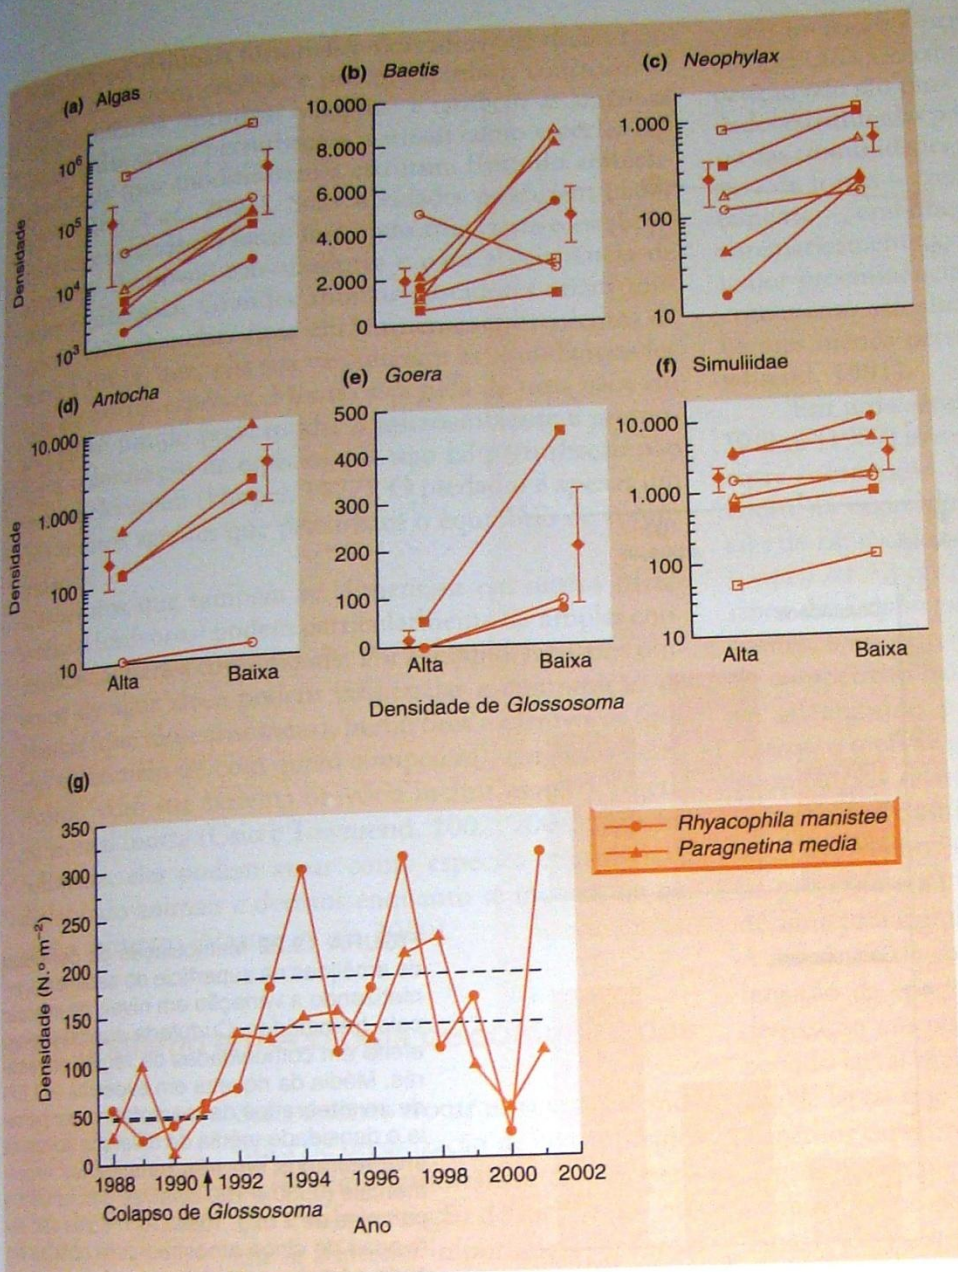 (a) Algas
(b) Baetis
(c) Neophylax
Densidade
10⁶
10⁵
10⁴
10³
10.000
8.000
6.000
4.000
2.000
0
1.000
100
10
(d) Antocha
(e) Goera
(f) Simuliidae
Densidade
10.000
1.000
100
10
Alta
Baixa
500
400
300
200
100
0
Alta
Baixa
10.000
1.000
100
10
Alta
Baixa
Densidade de Glossosoma
(g)
Densidade (N.º m⁻²)
350
300
250
200
150
100
50
0
1988 1990 1992 1994 1996 1998 2000 2002
Colapso de Glossosoma
Ano
Rhyacophila manistee
Paragnetina media